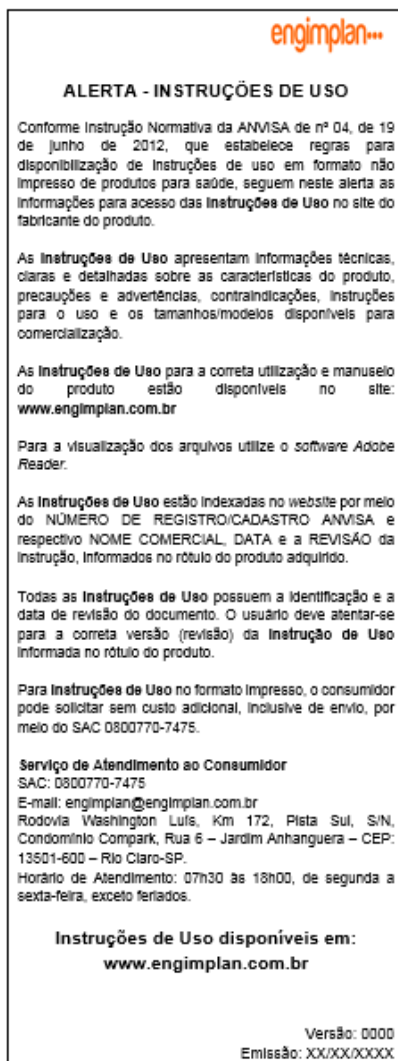 engimplan
ALERTA - INSTRUÇÕES DE USO
Conforme Instrução Normativa da ANVISA de nº 04, de 19
de junho de 2012, que estabelece regras para
disponibilização de Instruções de uso em formato não
impresso de produtos para saúde, seguem neste alerta as
informações para acesso das Instruções de Uso no site do
fabricante do produto.
As Instruções de Uso apresentam informações técnicas,
claras e detalhadas sobre as características do produto,
precauções e advertências, contraindicações, instruções
para o uso e os tamanhos/modelos disponíveis para
comercialização.
As Instruções de Uso para a correta utilização e manuseio
do produto estão disponíveis no site:
www.engimplan.com.br
Para a visualização dos arquivos utilize o software Adobe
Reader.
As Instruções de Uso estão indexadas no website por meio
do NÚMERO DE REGISTRO/CADASTRO ANVISA e
respectivo NOME COMERCIAL, DATA e a REVISÃO da
instrução, informados no rótulo do produto adquirido.
Todas as Instruções de Uso possuem a identificação e a
data de revisão do documento. O usuário deve atentar-se
para a correta versão (revisão) da Instrução de Uso
informada no rótulo do produto.
Para Instruções de Uso no formato impresso, o consumidor
pode solicitar sem custo adicional, inclusive de envio, por
meio do SAC 0800770-7475.
Serviço de Atendimento ao Consumidor
SAC: 0800770-7475
E-mail: engimplan@engimplan.com.br
Rodovia Washington Luís, Km 172, Pista Sul, S/N,
Condomínio Compark, Rua 6 – Jardim Anhanguera – CEP:
13501-600 – Rio Claro-SP.
Horário de Atendimento: 07h30 às 18h00, de segunda a
sexta-feira, exceto feriados.
Instruções de Uso disponíveis em:
www.engimplan.com.br
Versão: 0000
Emissão: XX/XX/XXXX